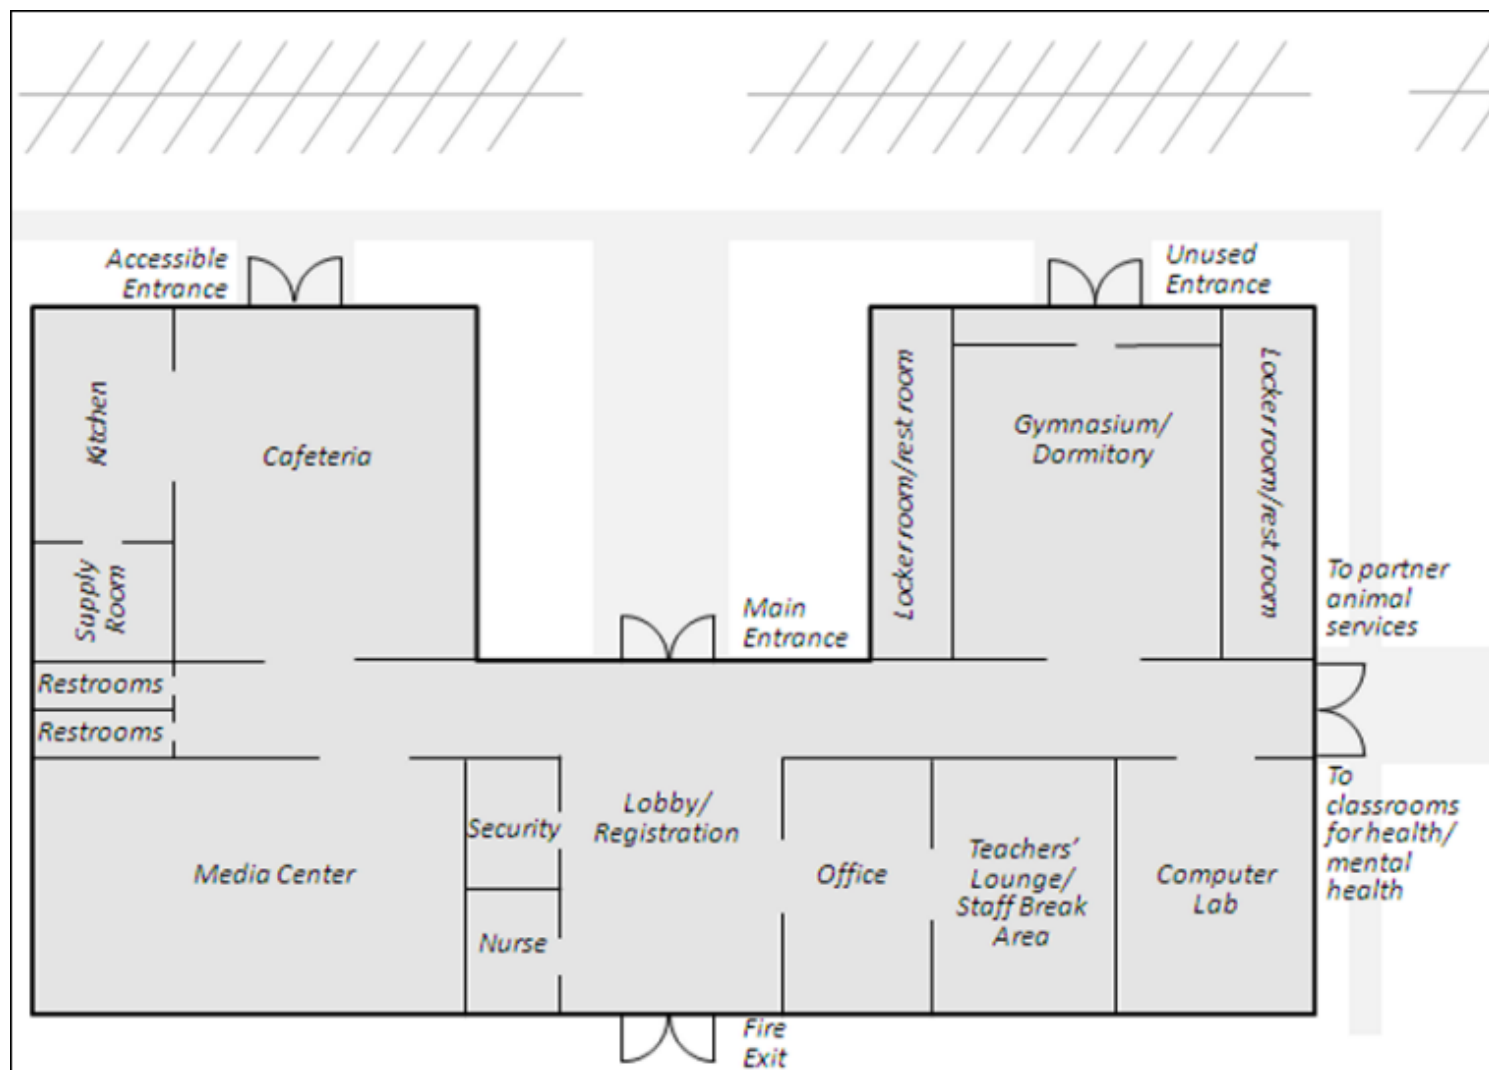 Accessible
Entrance
Unused
Entrance
Kitchen
Cafeteria
Locker room/rest room
Gymnasium/
Dormitory
Locker room/rest room
Supply
Room
Main
Entrance
To partner
animal
services
Restrooms
Restrooms
Media Center
Security
Nurse
Lobby/
Registration
Office
Teachers’
Lounge/
Staff Break
Area
Computer
Lab
To
classrooms
for health/
mental
health
Fire
Exit